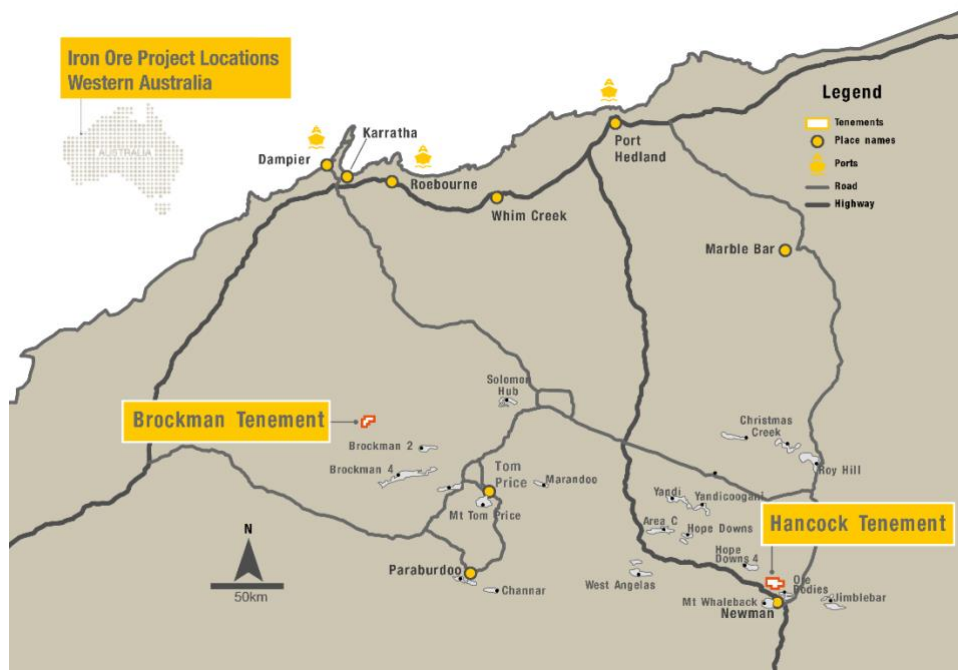 Iron Ore Project Locations
Western Australia
AUSTRALIA
Legend
Tenements
Place names
Ports
Road
Highway
Karratha
Dampier
Roebourne
Whim Creek
Port
Hedland
Marble Bar
Solomon
Hub
Brockman Tenement
Brockman 2
Brockman 4
Tom
Price
Marandoo
Mt Tom Price
Christmas
Creek
Roy Hill
Yandi
Yandicoogani
Area C
Hope Downs
Hancock Tenement
Hope
Downs 4
West Angelas
Ore
Bodies
Mt Whaleback
Newman
Jimblebar
Paraburdoo
Channar
N
50km